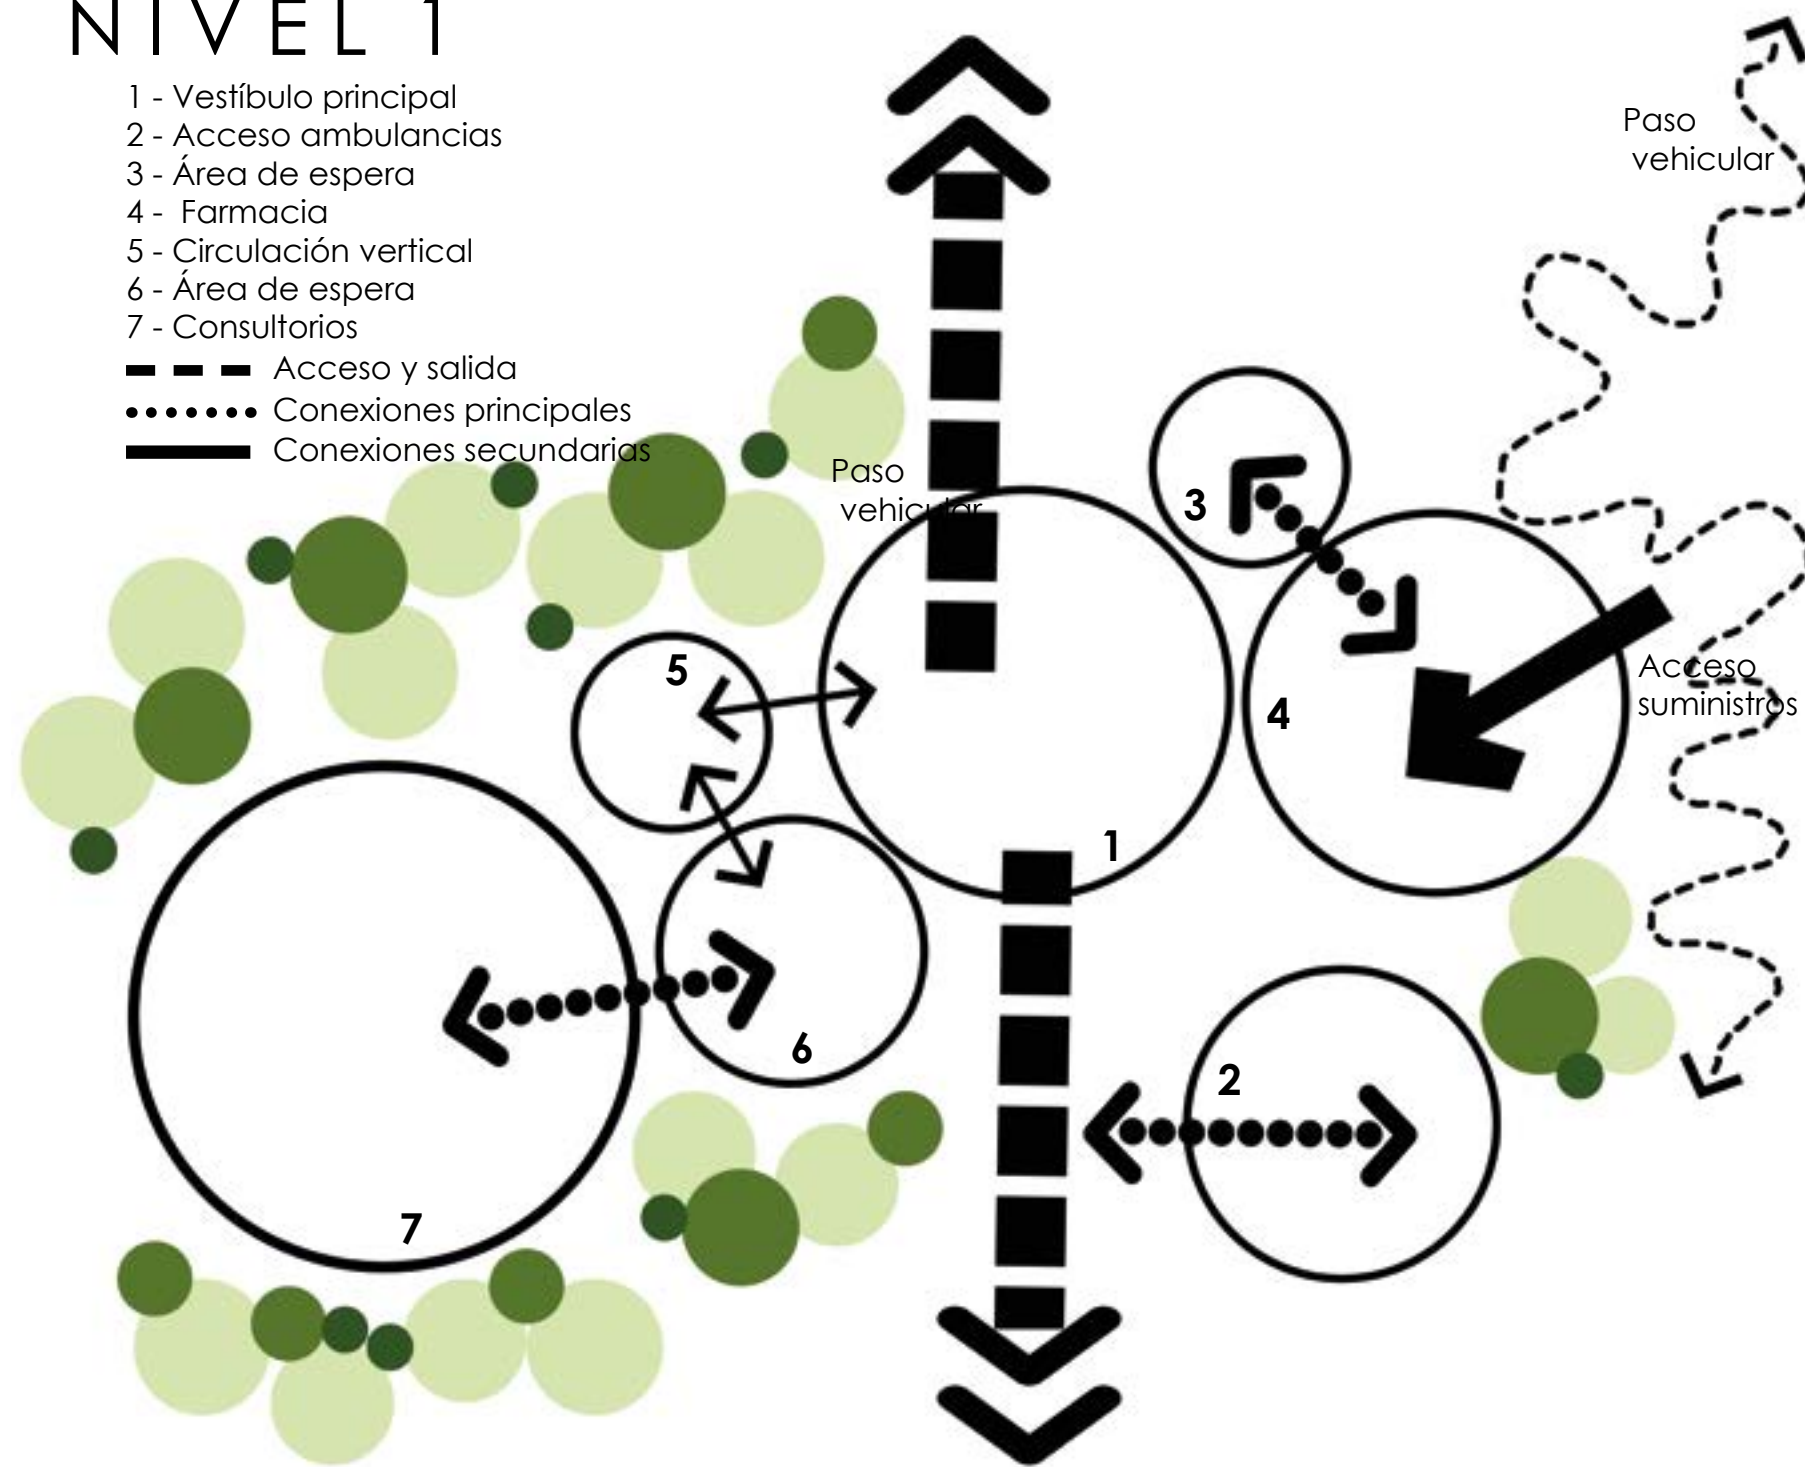 NIVEL 1
1 - Vestíbulo principal
2 - Acceso ambulancias
3 - Área de espera
4 - Farmacia
5 - Circulación vertical
6 - Área de espera
7 - Consultorios
Acceso y salida
Conexiones principales
Conexiones secundarias
Paso
vehicular
Paso
vehicular
3
5
Acceso
suministros
4
1
6
2
7